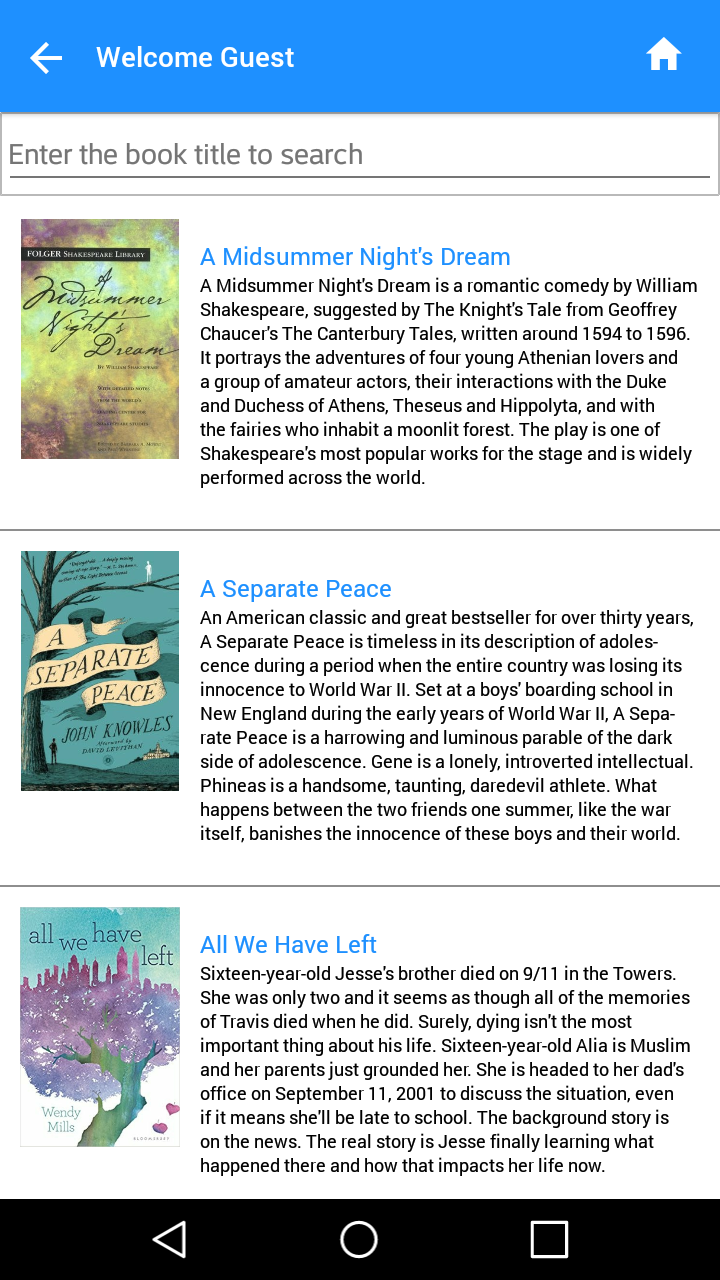 Welcome Guest
Enter the book title to search
FOLGER SHAKESPEARE LIBRARY
A
Midsummer
Night's
Dream
BY WILLIAM SHAKESPEARE
A Midsummer Night's Dream
A Midsummer Night's Dream is a romantic comedy by William
Shakespeare, suggested by The Knight's Tale from Geoffrey
Chaucer's The Canterbury Tales, written around 1594 to 1596.
It portrays the adventures of four young Athenian lovers and
a group of amateur actors, their interactions with the Duke
and Duchess of Athens, Theseus and Hippolyta, and with
the fairies who inhabit a moonlit forest. The play is one of
Shakespeare's most popular works for the stage and is widely
performed across the world.
A
SEPARATE
PEACE
JOHN KNOWLES
Afterword by
DAVID LEVITHAN
A Separate Peace
An American classic and great bestseller for over thirty years,
A Separate Peace is timeless in its description of adoles-
cence during a period when the entire country was losing its
innocence to World War II. Set at a boys' boarding school in
New England during the early years of World War II, A Sepa-
rate Peace is a harrowing and luminous parable of the dark
side of adolescence. Gene is a lonely, introverted intellectual.
Phineas is a handsome, taunting, daredevil athlete. What
happens between the two friends one summer, like the war
itself, banishes the innocence of these boys and their world.
all we have
left
Wendy
Mills
BLOOMSBURY
All We Have Left
Sixteen-year-old Jesse's brother died on 9/11 in the Towers.
She was only two and it seems as though all of the memories
of Travis died when he did. Surely, dying isn't the most
important thing about his life. Sixteen-year-old Alia is Muslim
and her parents just grounded her. She is headed to her dad's
office on September 11, 2001 to discuss the situation, even
if it means she'll be late to school. The background story is
on the news. The real story is Jesse finally learning what
happened there and how that impacts her life now.